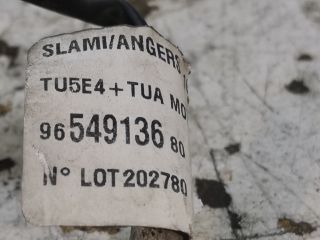 SLAMI/ANGERS
TU5E4+TUA MO
96 549136 80
N° LOT 202780